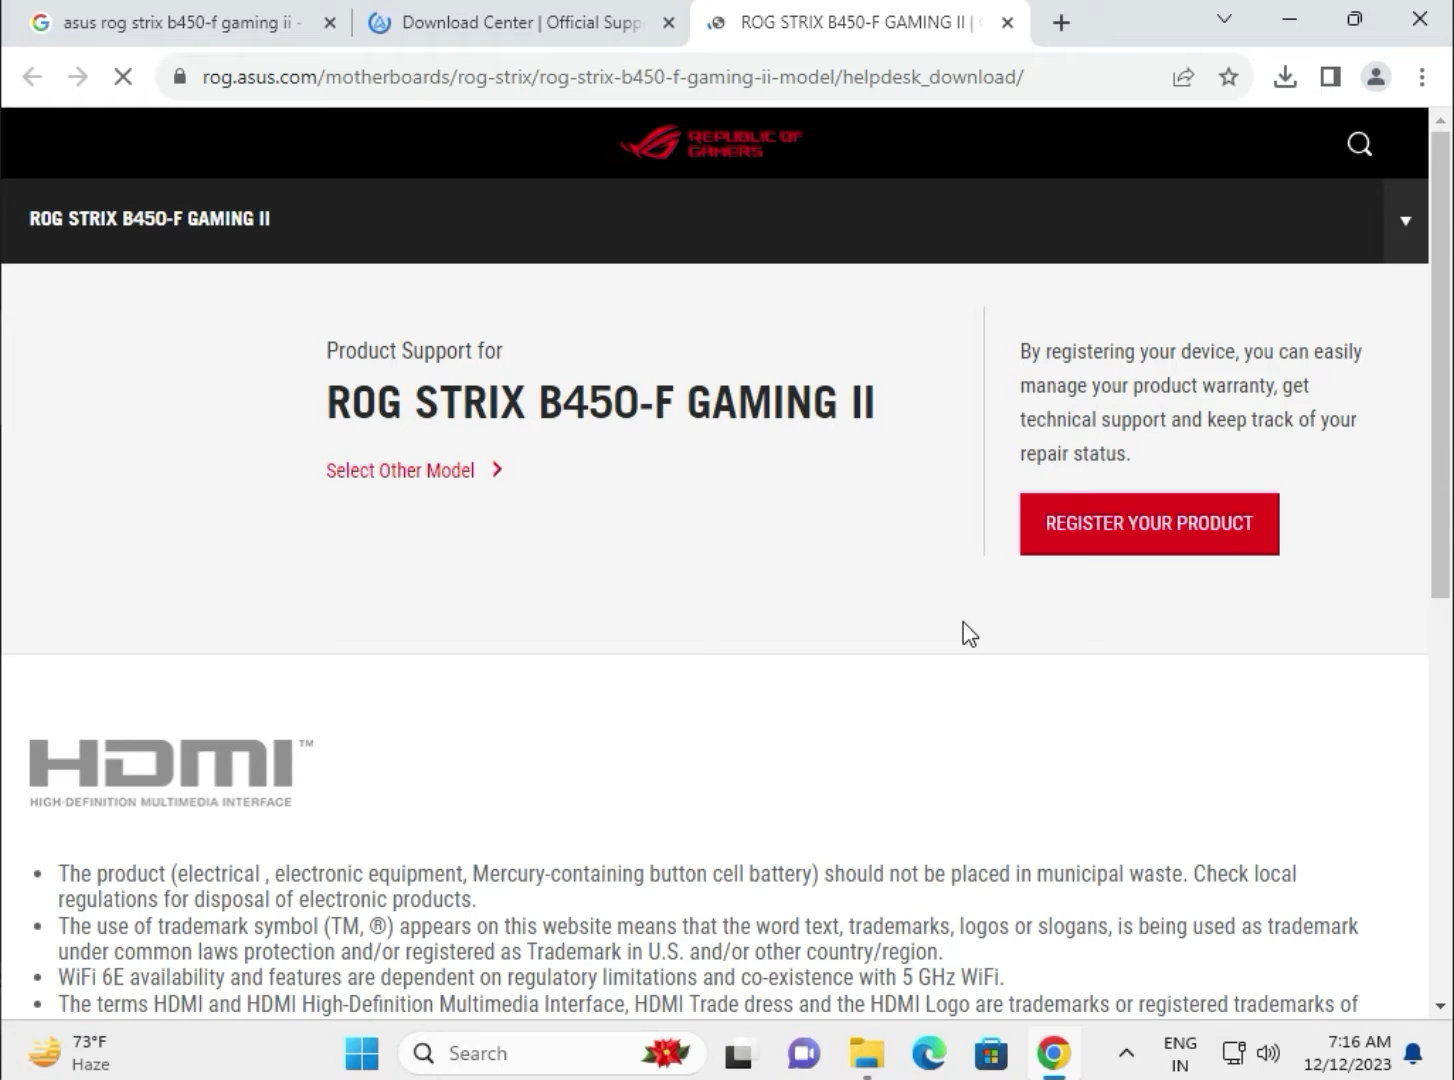 asus rog strix b450-f gaming ii -
Download Center | Official Supp
ROG STRIX B450-F GAMING II |
rog.asus.com/motherboards/rog-strix/rog-strix-b450-f-gaming-ii-model/helpdesk_download/
REPUBLIC OF
GAMERS
ROG STRIX B450-F GAMING II
Product Support for
ROG STRIX B450-F GAMING II
Select Other Model
By registering your device, you can easily
manage your product warranty, get
technical support and keep track of your
repair status.
REGISTER YOUR PRODUCT
HDMI™
HIGH-DEFINITION MULTIMEDIA INTERFACE
• The product (electrical , electronic equipment, Mercury-containing button cell battery) should not be placed in municipal waste. Check local
regulations for disposal of electronic products.
• The use of trademark symbol (TM, ®) appears on this website means that the word text, trademarks, logos or slogans, is being used as trademark
under common laws protection and/or registered as Trademark in U.S. and/or other country/region.
• WiFi 6E availability and features are dependent on regulatory limitations and co-existence with 5 GHz WiFi.
• The terms HDMI and HDMI High-Definition Multimedia Interface, HDMI Trade dress and the HDMI Logo are trademarks or registered trademarks of
73°F
Haze
Search
ENG
IN
7:16 AM
12/12/2023